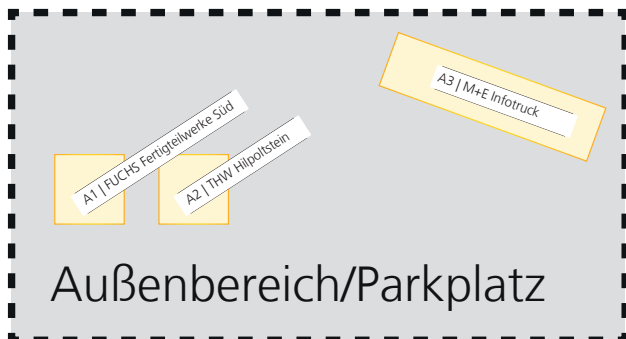 A3 | M+E Infotruck
A1 | FUCHS Fertigteilwerke Süd
A2 | THW Hilpoltstein
Außenbereich/Parkplatz